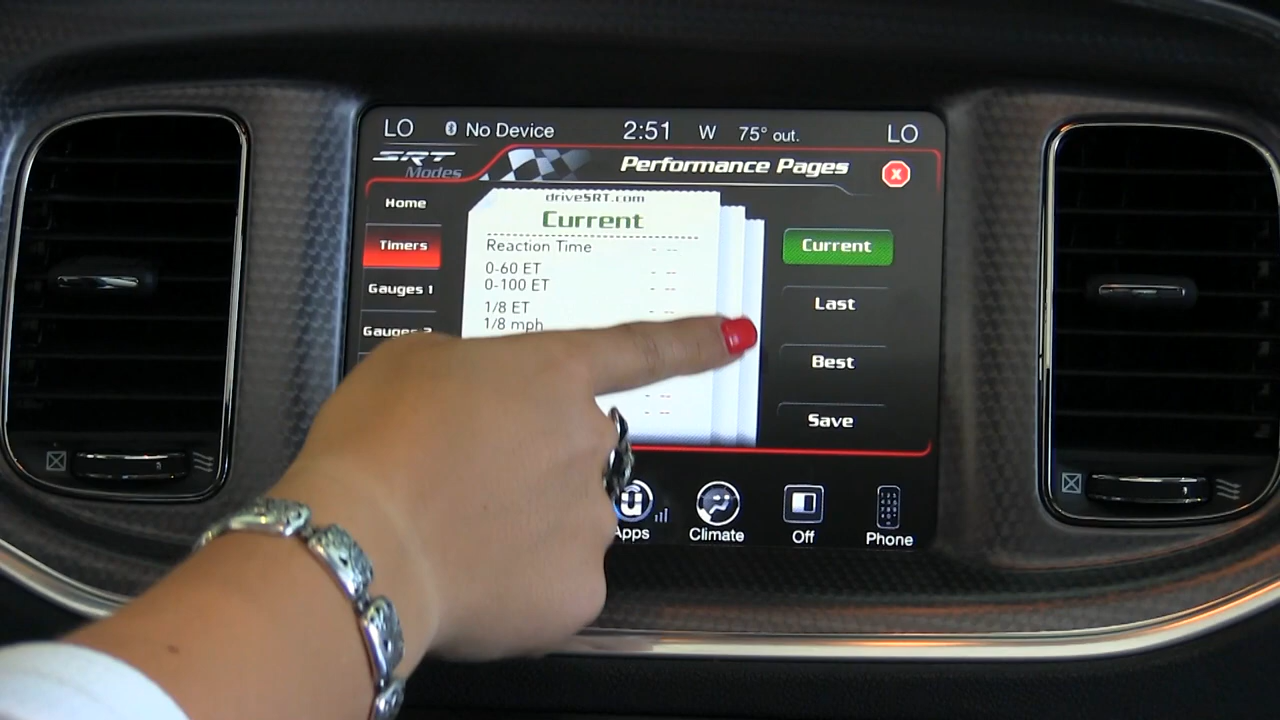 LO No Device 2:51 W 75° out. LO
SRT Modes
Performance Pages
X
Home
Timers
Gauges 1
Gauges 2
driveSRT.com
Current
Reaction Time - --
0-60 ET - --
0-100 ET - --
1/8 ET - --
1/8 mph
- --
- --
Current
Last
Best
Save
Apps
Climate
Off
Phone